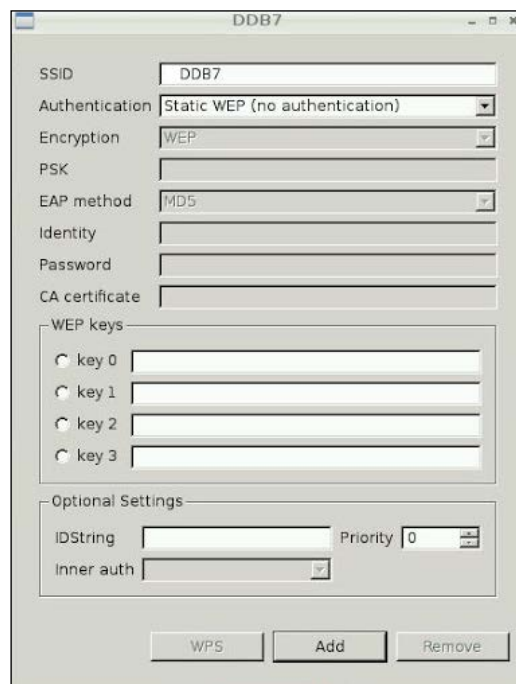 DDB7
SSID DDB7
Authentication Static WEP (no authentication)
Encryption WEP
PSK
EAP method MD5
Identity
Password
CA certificate
WEP keys
key 0
key 1
key 2
key 3
Optional Settings
IDString Priority 0
Inner auth
WPS Add Remove